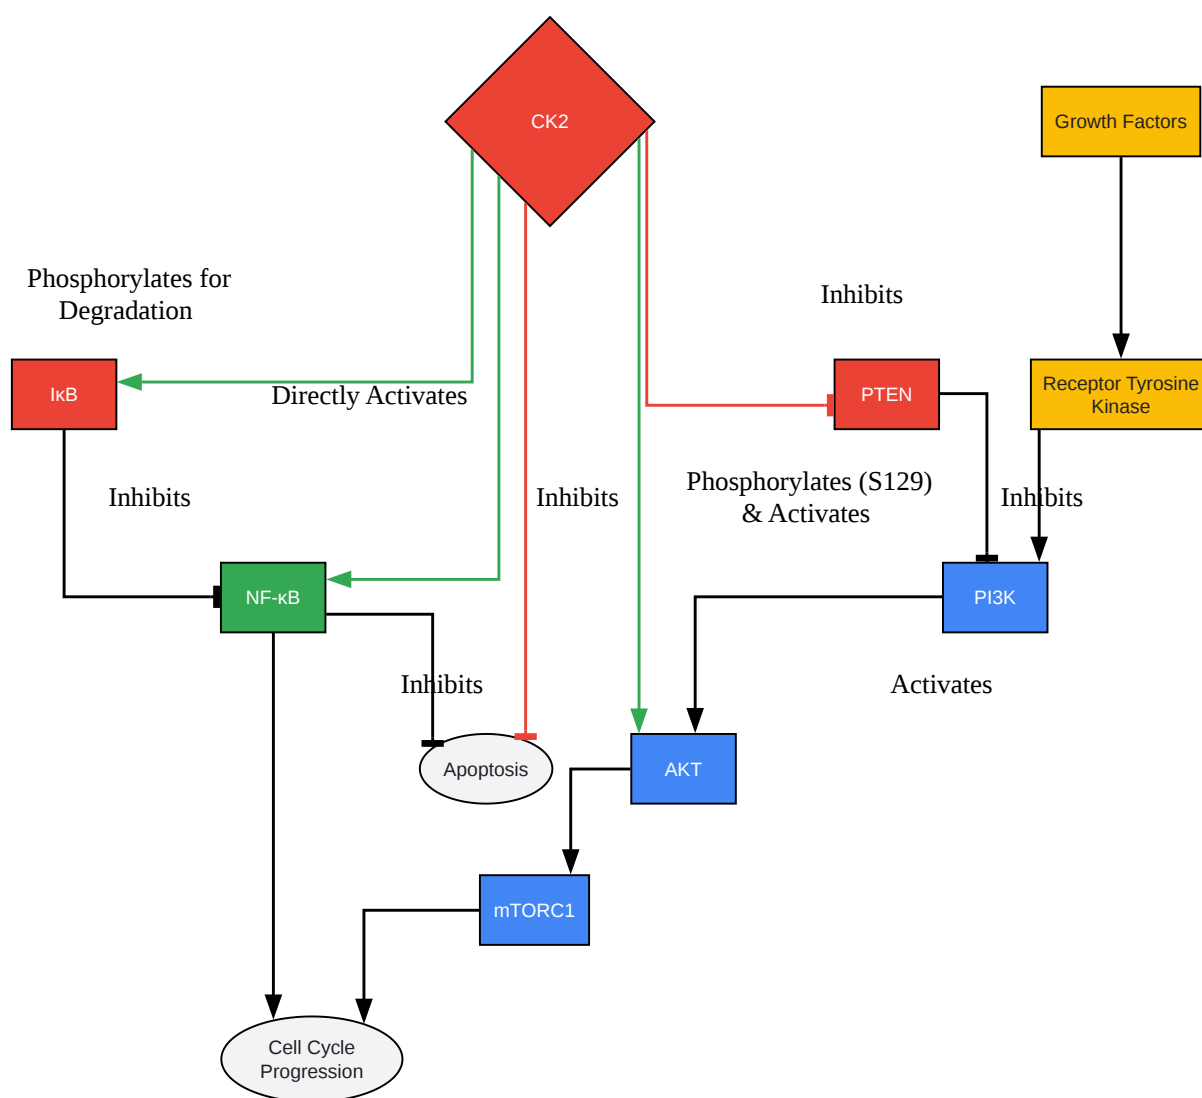 CK2
Growth Factors
Phosphorylates for
Degradation
Inhibits
IκB
Directly Activates
PTEN
Receptor Tyrosine
Kinase
Inhibits
Inhibits
Phosphorylates (S129)
& Activates
Inhibits
NF-κB
PI3K
Inhibits
Activates
Apoptosis
AKT
mTORC1
Cell Cycle
Progression